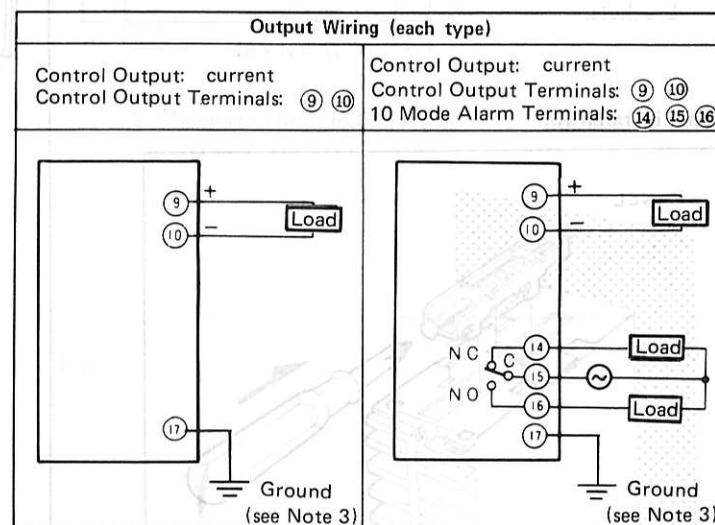 Output Wiring (each type)
Control Output: current
Control Output Terminals: ⑨ ⑩
Control Output: current
Control Output Terminals: ⑨ ⑩
10 Mode Alarm Terminals: ⑭ ⑮ ⑯
9 +
Load
10 −
17
Ground
(see Note 3)
9 +
Load
10 −
NC 14 Load
C 15
NO 16 Load
17
Ground
(see Note 3)